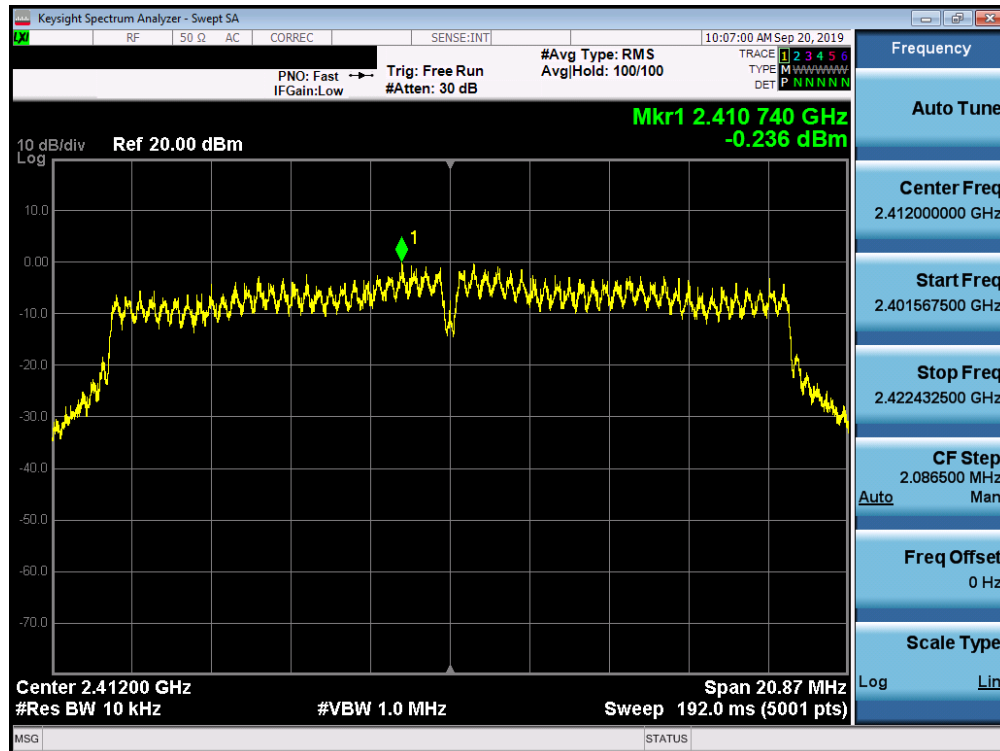 Keysight Spectrum Analyzer - Swept SA
LXI RF 50 Ω AC CORREC SENSE:INT 10:07:00 AM Sep 20, 2019
PNO: Fast
IFGain:Low
Trig: Free Run
#Atten: 30 dB
#Avg Type: RMS
Avg|Hold: 100/100
TRACE 1 2 3 4 5 6
TYPE M W W W W W
DET P N N N N N
Mkr1 2.410 740 GHz
-0.236 dBm
10 dB/div Ref 20.00 dBm
Log
10.0
0.00
-10.0
-20.0
-30.0
-40.0
-50.0
-60.0
-70.0
1
Center 2.41200 GHz Span 20.87 MHz
#Res BW 10 kHz #VBW 1.0 MHz Sweep 192.0 ms (5001 pts)
MSG STATUS
Frequency
Auto Tune
Center Freq
2.412000000 GHz
Start Freq
2.401567500 GHz
Stop Freq
2.422432500 GHz
CF Step
2.086500 MHz
Auto Man
Freq Offset
0 Hz
Scale Type
Log Lin